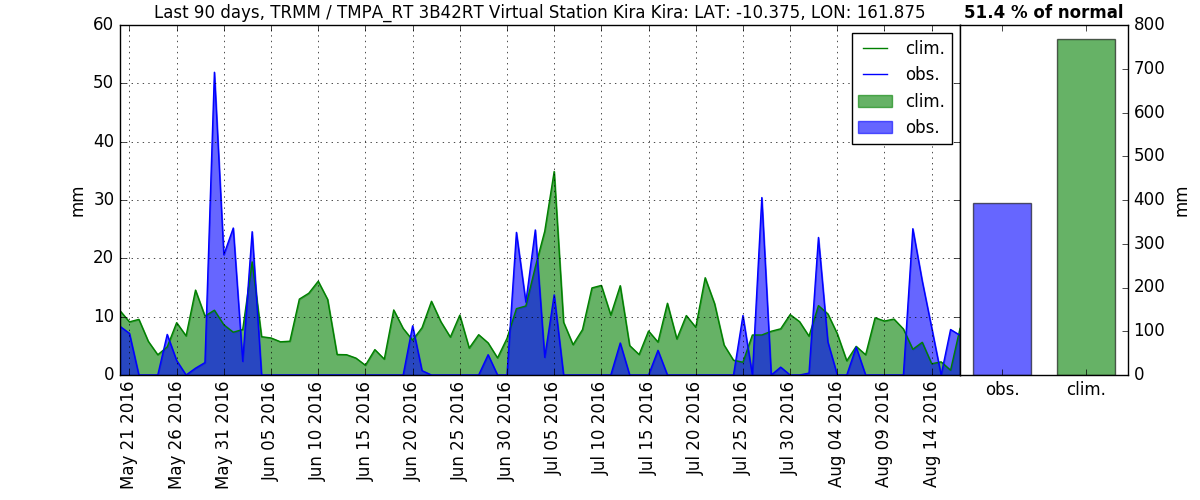 Last 90 days, TRMM / TMPA_RT 3B42RT Virtual Station Kira Kira: LAT: -10.375, LON: 161.875
51.4 % of normal
60
50
40
30
20
10
0
mm
clim.
obs.
clim.
obs.
May 21 2016
May 26 2016
May 31 2016
Jun 05 2016
Jun 10 2016
Jun 15 2016
Jun 20 2016
Jun 25 2016
Jun 30 2016
Jul 05 2016
Jul 10 2016
Jul 15 2016
Jul 20 2016
Jul 25 2016
Jul 30 2016
Aug 04 2016
Aug 09 2016
Aug 14 2016
800
700
600
500
400
300
200
100
0
mm
obs.
clim.